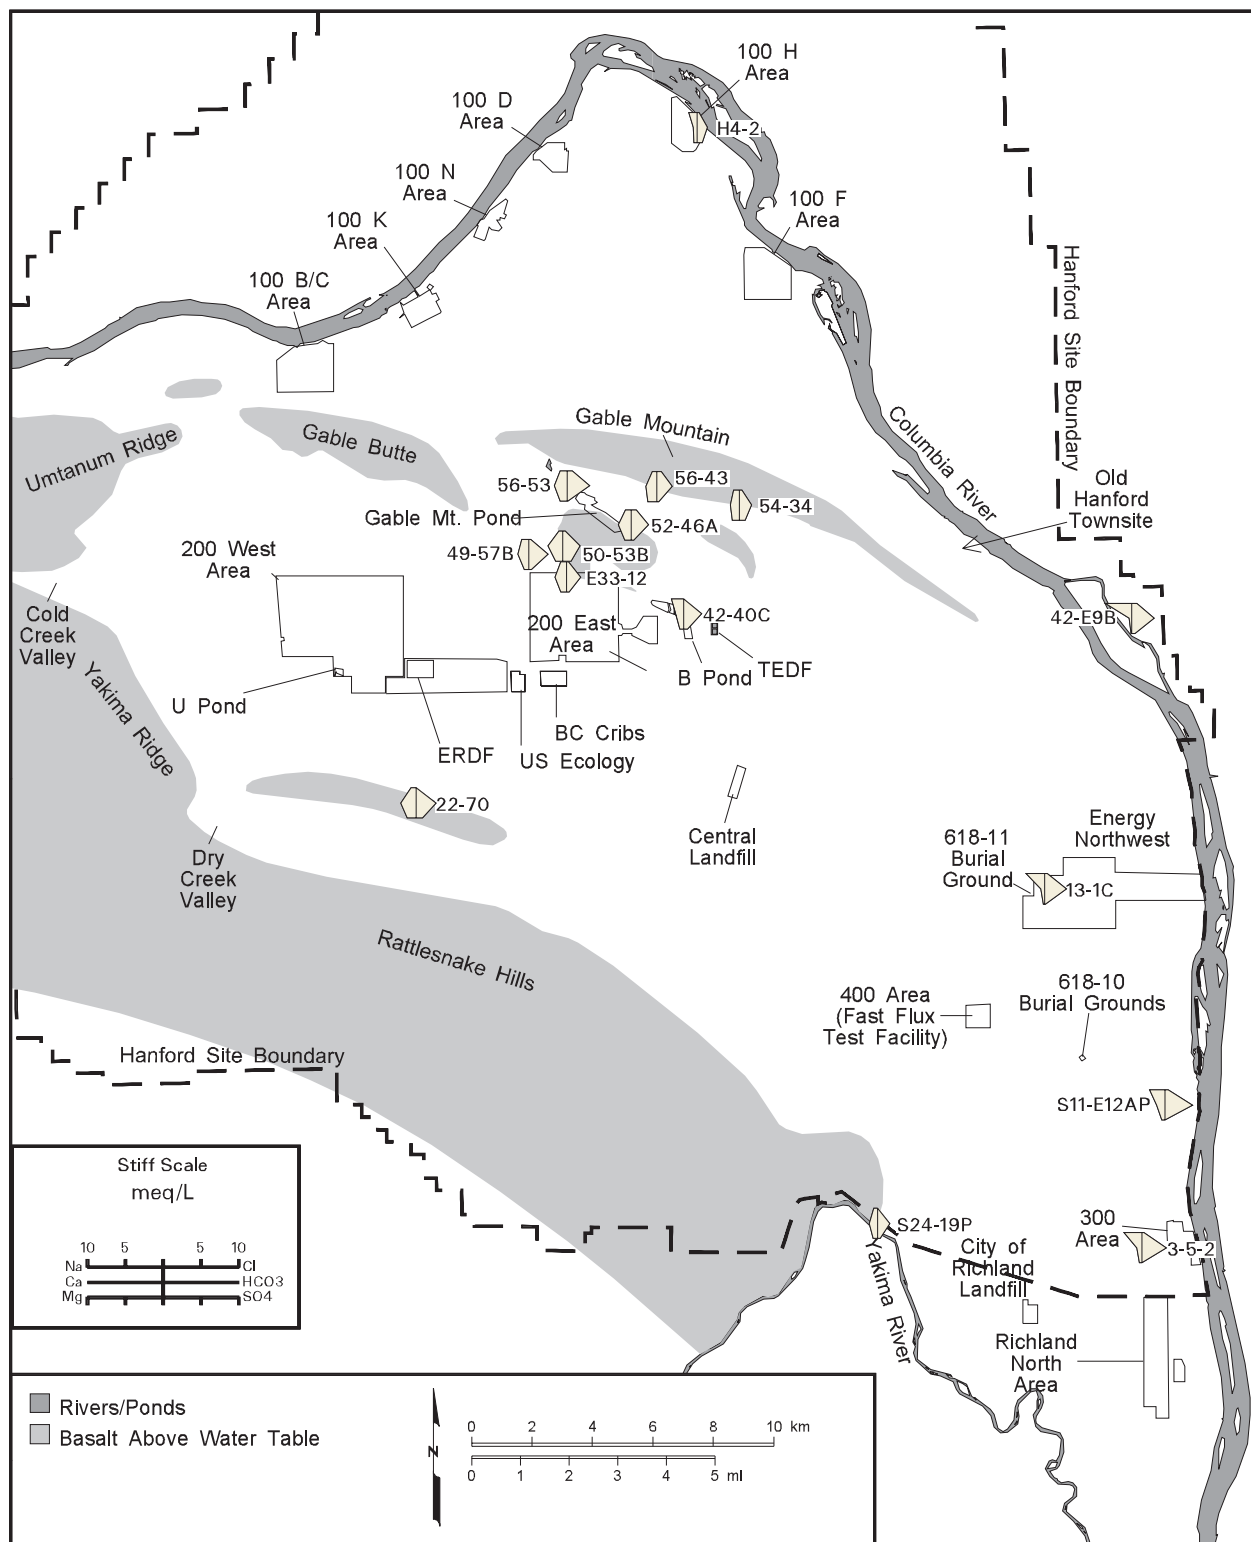 100 H
Area
H4-2
100 D
Area
100 N
Area
100 K
Area
100 F
Area
100 B/C
Area
Hanford Site Boundary
Umtanum Ridge
Gable Butte
Gable Mountain
Columbia River
Old
Hanford
Townsite
56-53
56-43
54-34
Gable Mt. Pond
52-46A
49-57B
50-53B
E33-12
200 West
Area
42-40C
200 East
Area
42-E9B
Cold
Creek
Valley
Yakima Ridge
U Pond
B Pond
TEDF
BC Cribs
ERDF
US Ecology
22-70
Central
Landfill
Energy
Northwest
618-11
Burial
Ground
13-1C
Dry
Creek
Valley
Rattlesnake Hills
400 Area
(Fast Flux
Test Facility)
618-10
Burial Grounds
Hanford Site Boundary
S11-E12AP
Stiff Scale
meq/L
10 5 5 10
Na Cl
Ca HCO3
Mg SO4
S24-19P
300
Area
3-5-2
City of
Richland
Landfill
Yakima River
Richland
North
Area
Rivers/Ponds
Basalt Above Water Table
N
0 2 4 6 8 10 km
0 1 2 3 4 5 mi